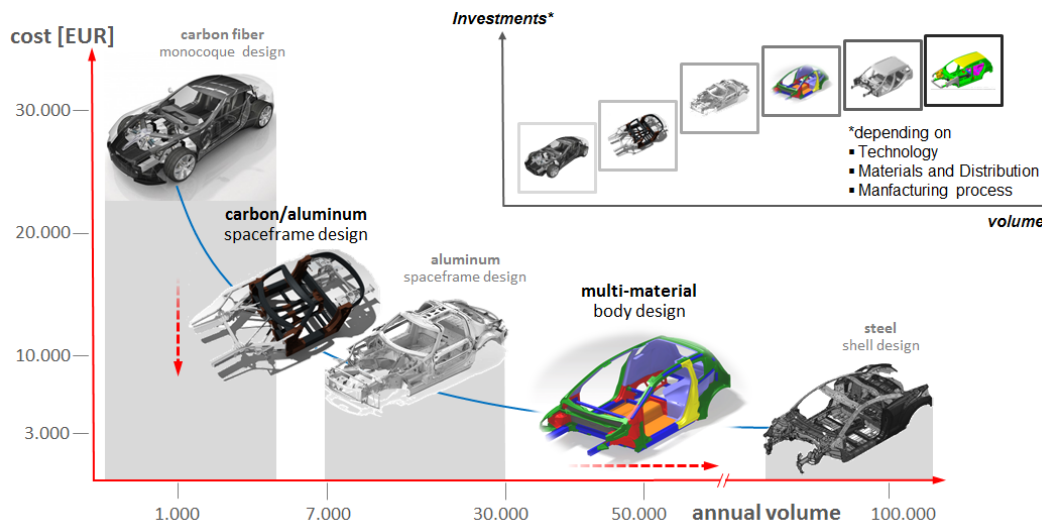 cost [EUR]
30.000
20.000
10.000
3.000
carbon fiber
monocoque design
carbon/aluminum
spaceframe design
aluminum
spaceframe design
multi-material
body design
steel
shell design
1.000
7.000
30.000
50.000
annual volume
100.000
Investments*
*depending on
▪ Technology
▪ Materials and Distribution
▪ Manfacturing process
volume